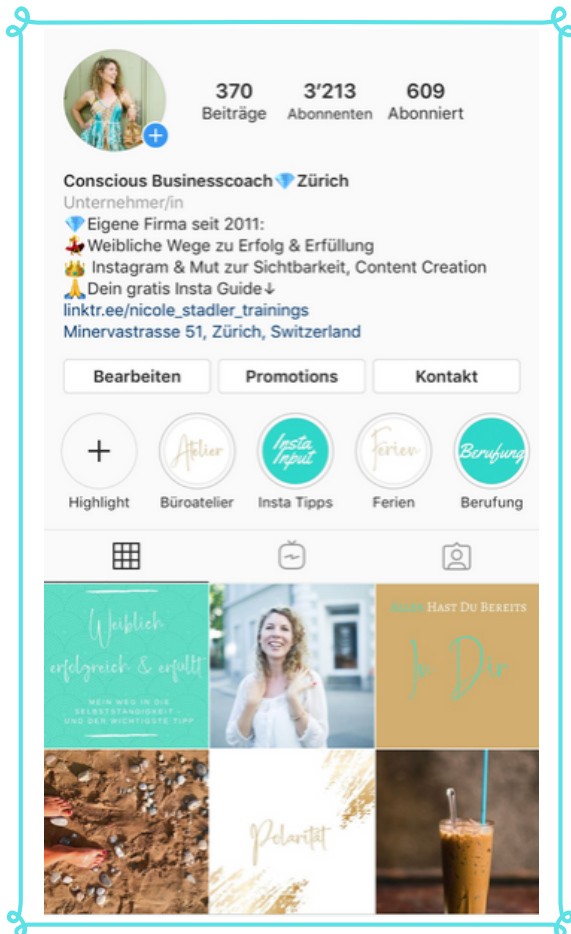 370 3'213 609
Beiträge Abonnenten Abonniert
Conscious Businesscoach💎Zürich
Unternehmer/in
💎Eigene Firma seit 2011:
💃Weibliche Wege zu Erfolg & Erfüllung
👑 Instagram & Mut zur Sichtbarkeit, Content Creation
🙏Dein gratis Insta Guide↓
linktr.ee/nicole_stadler_trainings
Minervastrasse 51, Zürich, Switzerland
Bearbeiten Promotions Kontakt
Atelier Insta Input Ferien Berufung
Highlight Büroatelier Insta Tipps Ferien Berufung
Weiblich
erfolgreich & erfüllt
MEIN WEG IN DIE
SELBSTSTÄNDIGKEIT -
UND DER WICHTIGSTE TIPP
Alles Hast Du Bereits
In Dir
Polarität